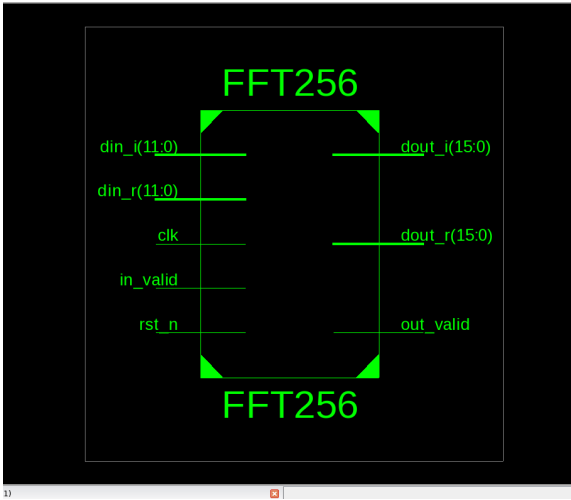 FFT256
din_i(11:0)
dout_i(15:0)
din_r(11:0)
clk
dout_r(15:0)
in_valid
rst_n
out_valid
FFT256
1)